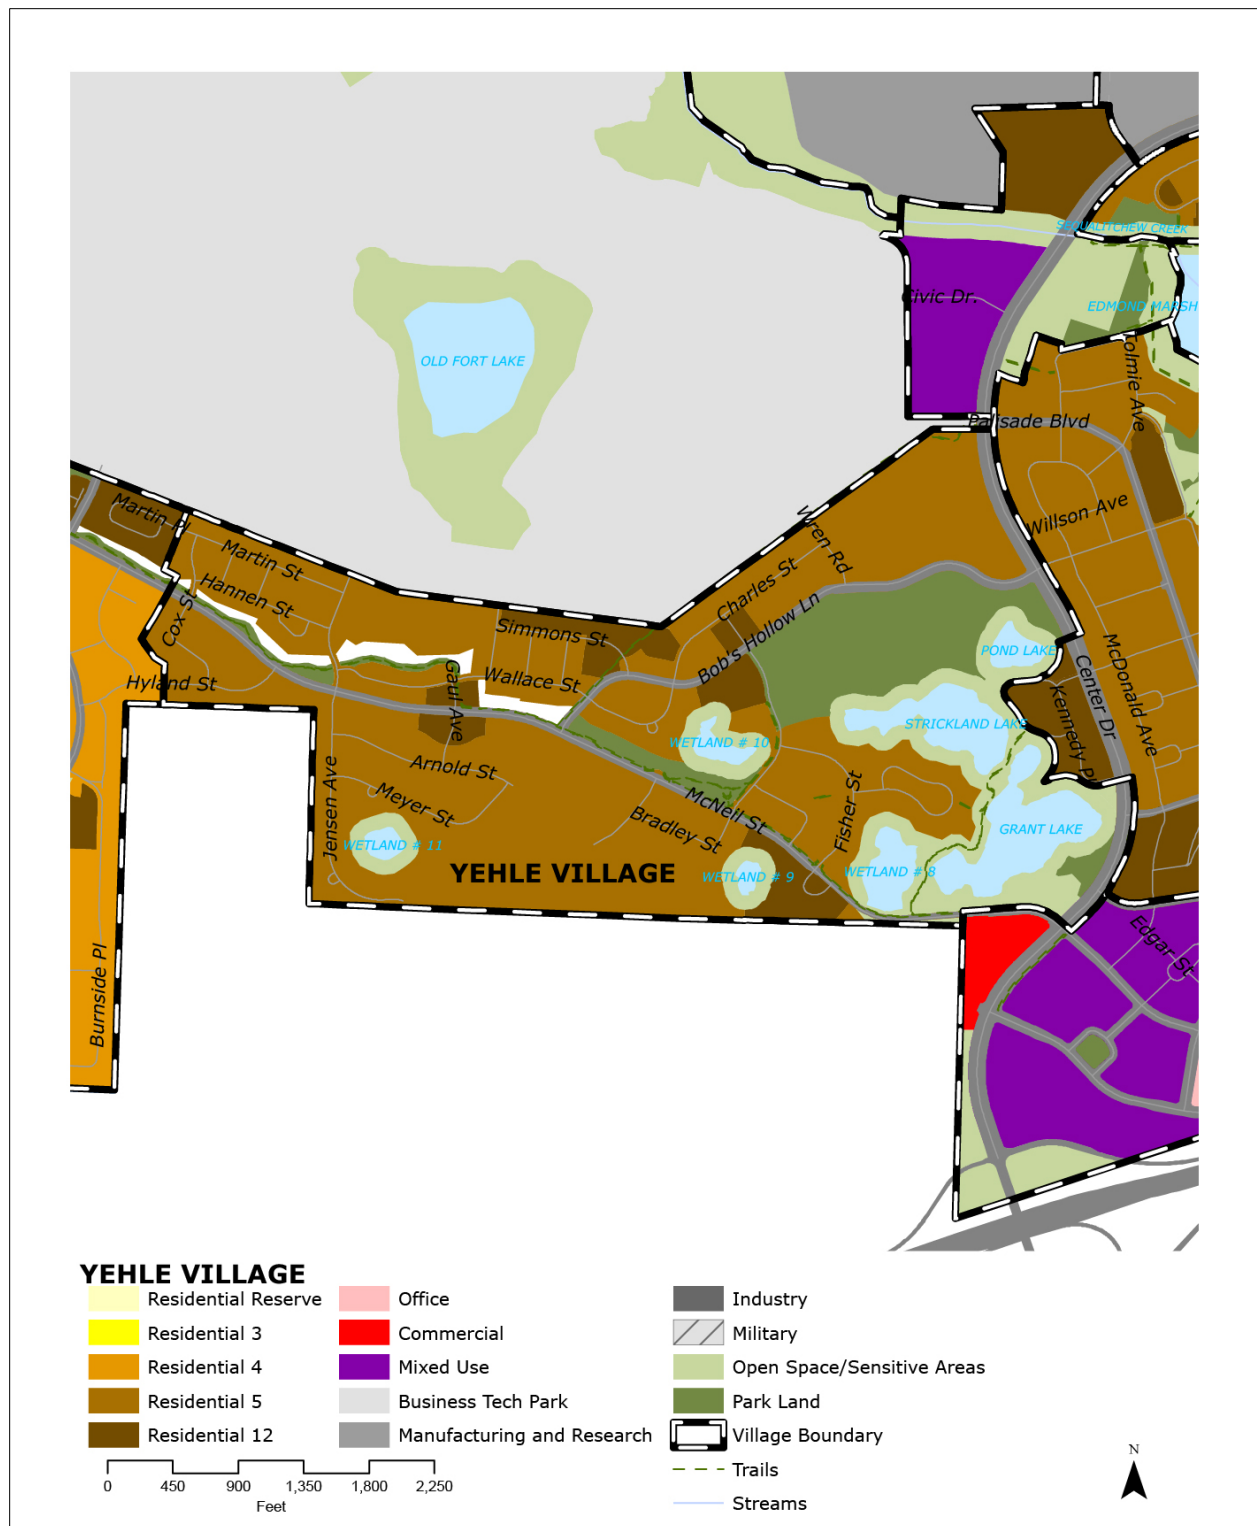 SEQUALITCHEW CREEK
Civic Dr.
EDMOND MARSH
Tolmie Ave
OLD FORT LAKE
Palisade Blvd
Martin Pl
Willson Ave
Martin St
Wren Rd
Hannen St
Charles St
Cox St
Simmons St
Bob's Hollow Ln
POND LAKE
McDonald Ave
Hyland St
Gaul Ave
Wallace St
Center Dr
Kennedy Pl
STRICKLAND LAKE
WETLAND # 10
Arnold St
Jensen Ave
Meyer St
McNeil St
Fisher St
Bradley St
GRANT LAKE
WETLAND # 11
YEHLE VILLAGE
WETLAND # 9
WETLAND # 8
Burnside Pl
Edgar St
YEHLE VILLAGE
Residential Reserve
Residential 3
Residential 4
Residential 5
Residential 12
Office
Commercial
Mixed Use
Business Tech Park
Manufacturing and Research
Industry
Military
Open Space/Sensitive Areas
Park Land
Village Boundary
Trails
Streams
0 450 900 1,350 1,800 2,250
Feet
N